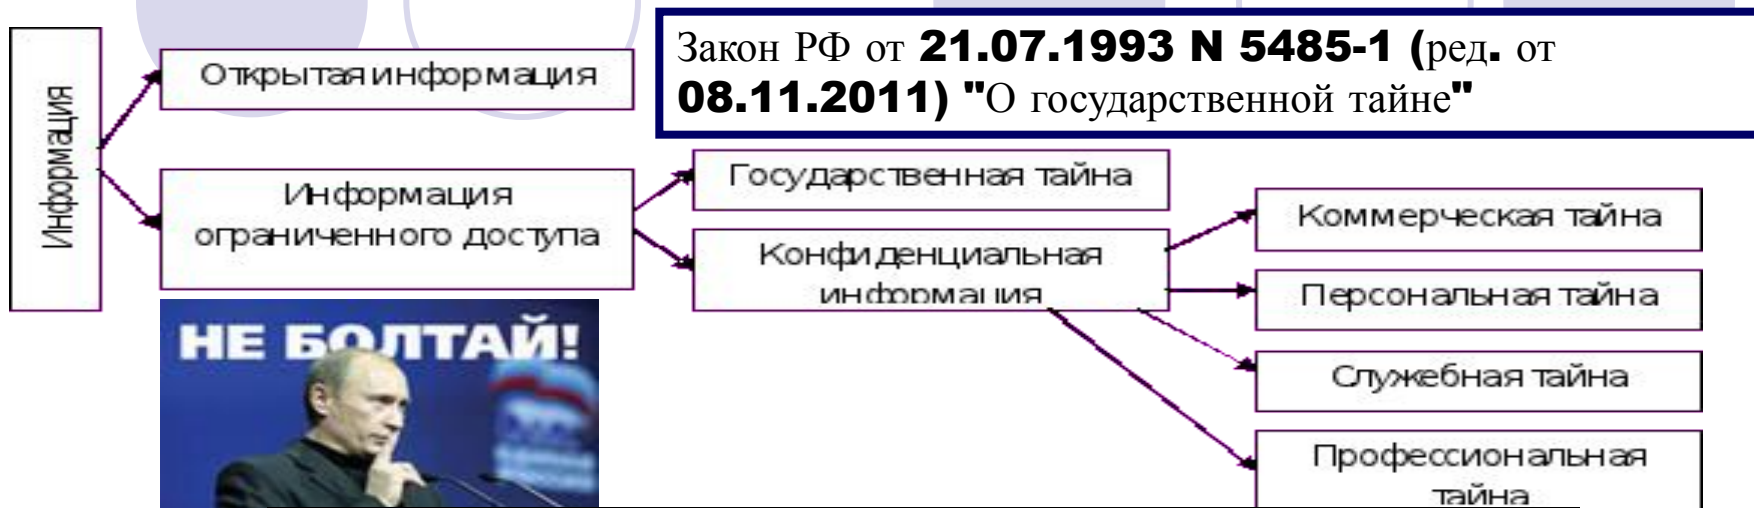 Закон РФ от 21.07.1993 N 5485-1 (ред. от
08.11.2011) "О государственной тайне"
Информация
Открытая информация
Информация
ограниченного доступа
Государственная тайна
Конфиденциальная
информация
Коммерческая тайна
Персональная тайна
Служебная тайна
Профессиональная
тайна
НЕ БОЛТАЙ!